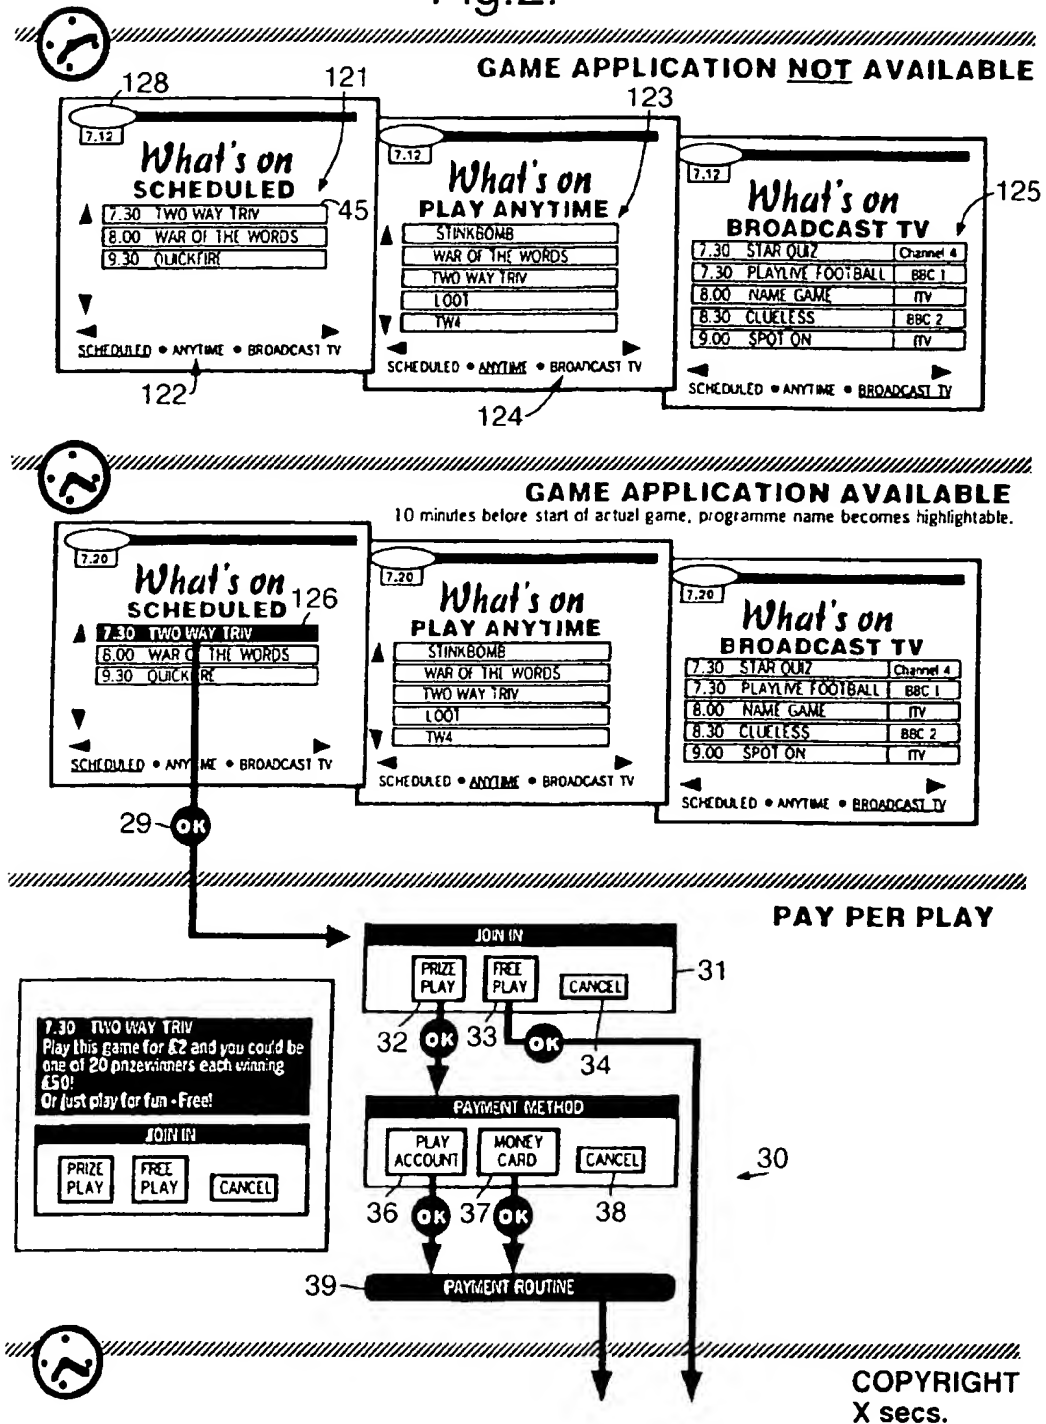 Fig.2.
GAME APPLICATION NOT AVAILABLE
128
121
123
125
7.12
What's on
SCHEDULED
7.30 TWO WAY TRIV
45
8.00 WAR OF THE WORDS
9.30 QUICKFIRE
SCHEDULED • ANYTIME • BROADCAST TV
122
7.12
What's on
PLAY ANYTIME
STINKBOMB
WAR OF THE WORDS
TWO WAY TRIV
LOOT
TW4
SCHEDULED • ANYTIME • BROADCAST TV
124
7.12
What's on
BROADCAST TV
7.30 STAR QUIZ Channel 4
7.30 PLAYLIVE FOOTBALL BBC 1
8.00 NAME GAME ITV
8.30 CLUELESS BBC 2
9.00 SPOT ON ITV
SCHEDULED • ANYTIME • BROADCAST TV
GAME APPLICATION AVAILABLE
10 minutes before start of actual game, programme name becomes highlightable.
7.20
What's on
SCHEDULED
126
7.30 TWO WAY TRIV
8.00 WAR O THE WORDS
9.30 QUICK RE
SCHEDULED • ANY ME • BROADCAST TV
7.20
What's on
PLAY ANYTIME
STINKBOMB
WAR OF THE WORDS
TWO WAY TRIV
LOOT
TW4
SCHEDULED • ANYTIME • BROADCAST TV
7.20
What's on
BROADCAST TV
7.30 STAR QUIZ Channel 4
7.30 PLAYLIVE FOOTBALL BBC 1
8.00 NAME GAME ITV
8.30 CLUELESS BBC 2
9.00 SPOT ON ITV
SCHEDULED • ANYTIME • BROADCAST TV
29
OK
PAY PER PLAY
JOIN IN
PRIZE
PLAY
FREE
PLAY
CANCEL
31
32
OK
33
OK
34
7.30 TWO WAY TRIV
Play this game for £2 and you could be
one of 20 prizewinners each winning
£50!
Or just play for fun - Free!
JOIN IN
PRIZE
PLAY
FREE
PLAY
CANCEL
PAYMENT METHOD
PLAY
ACCOUNT
MONEY
CARD
CANCEL
30
36
OK
37
OK
38
39
PAYMENT ROUTINE
COPYRIGHT
X secs.